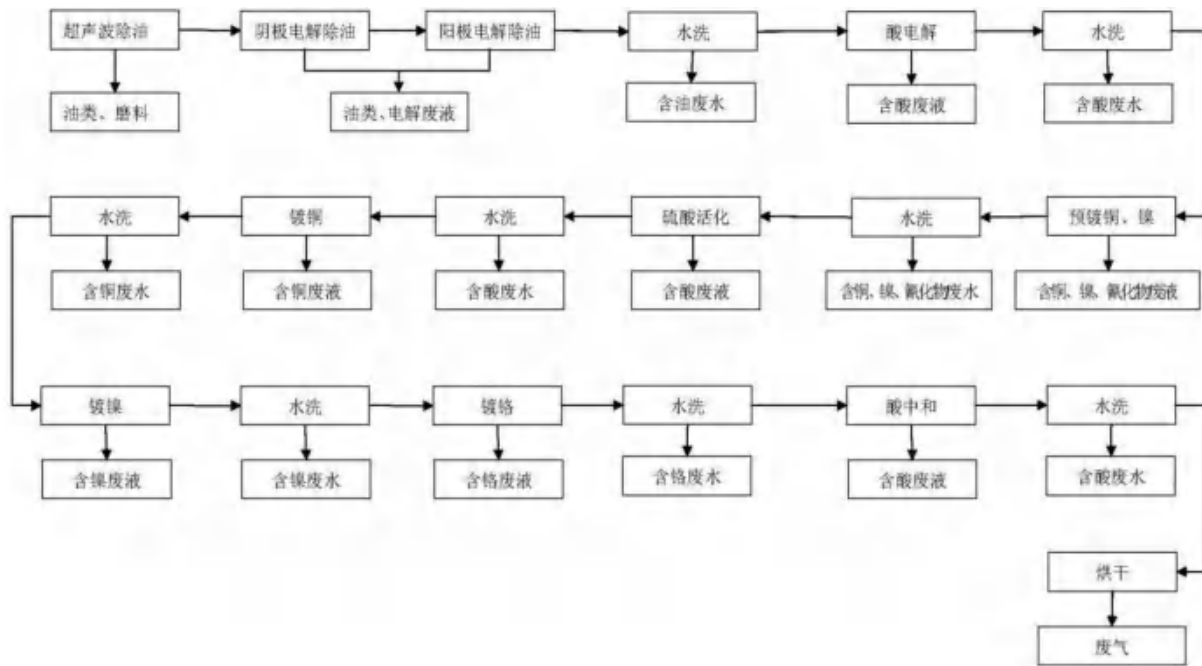 超声波除油
阴极电解除油
阳极电解除油
水洗
酸电解
水洗
油类、磨料
油类、电解废液
含油废水
含酸废液
含酸废水
水洗
镀铜
水洗
硫酸活化
水洗
预镀铜、镍
含铜废水
含铜废液
含酸废水
含酸废液
含铜、镍、氰化物废水
含铜、镍、氰化物废液
镀镍
水洗
镀铬
水洗
酸中和
水洗
含镍废液
含镍废水
含铬废液
含铬废水
含酸废液
含酸废水
烘干
废气